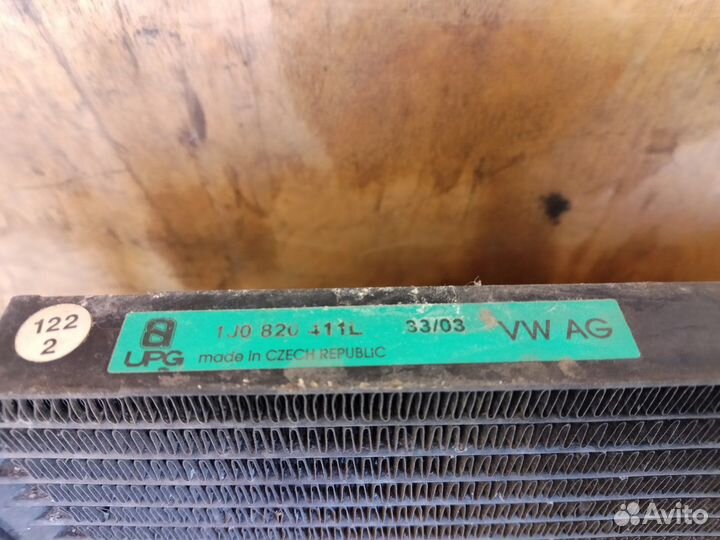 122
2
1J0 820 411L 33/03 VW AG
UPG made in CZECH REPUBLIC
Avito